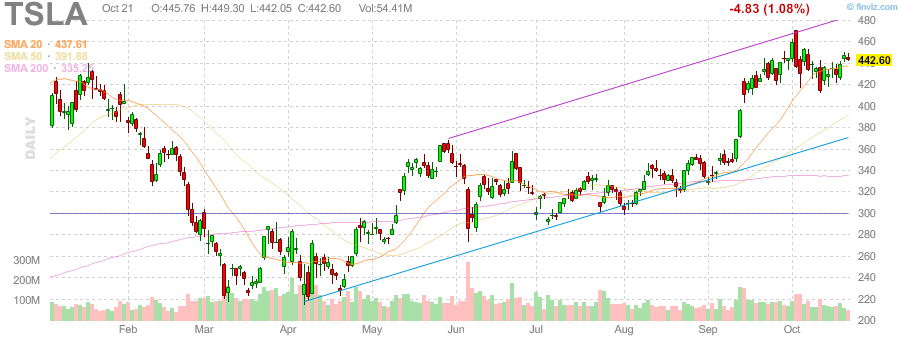 TSLA Oct 21 O:445.76 H:449.30 L:442.05 C:442.60 Vol:54.41M -4.83 (1.08%) © finviz.com
SMA 20 · 437.61
SMA 50 · 391.88
SMA 200 · 335.2
DAILY
480
460
442.60
440
420
400
380
360
340
320
300
280
260
240
220
200
300M
200M
100M
Feb Mar Apr May Jun Jul Aug Sep Oct